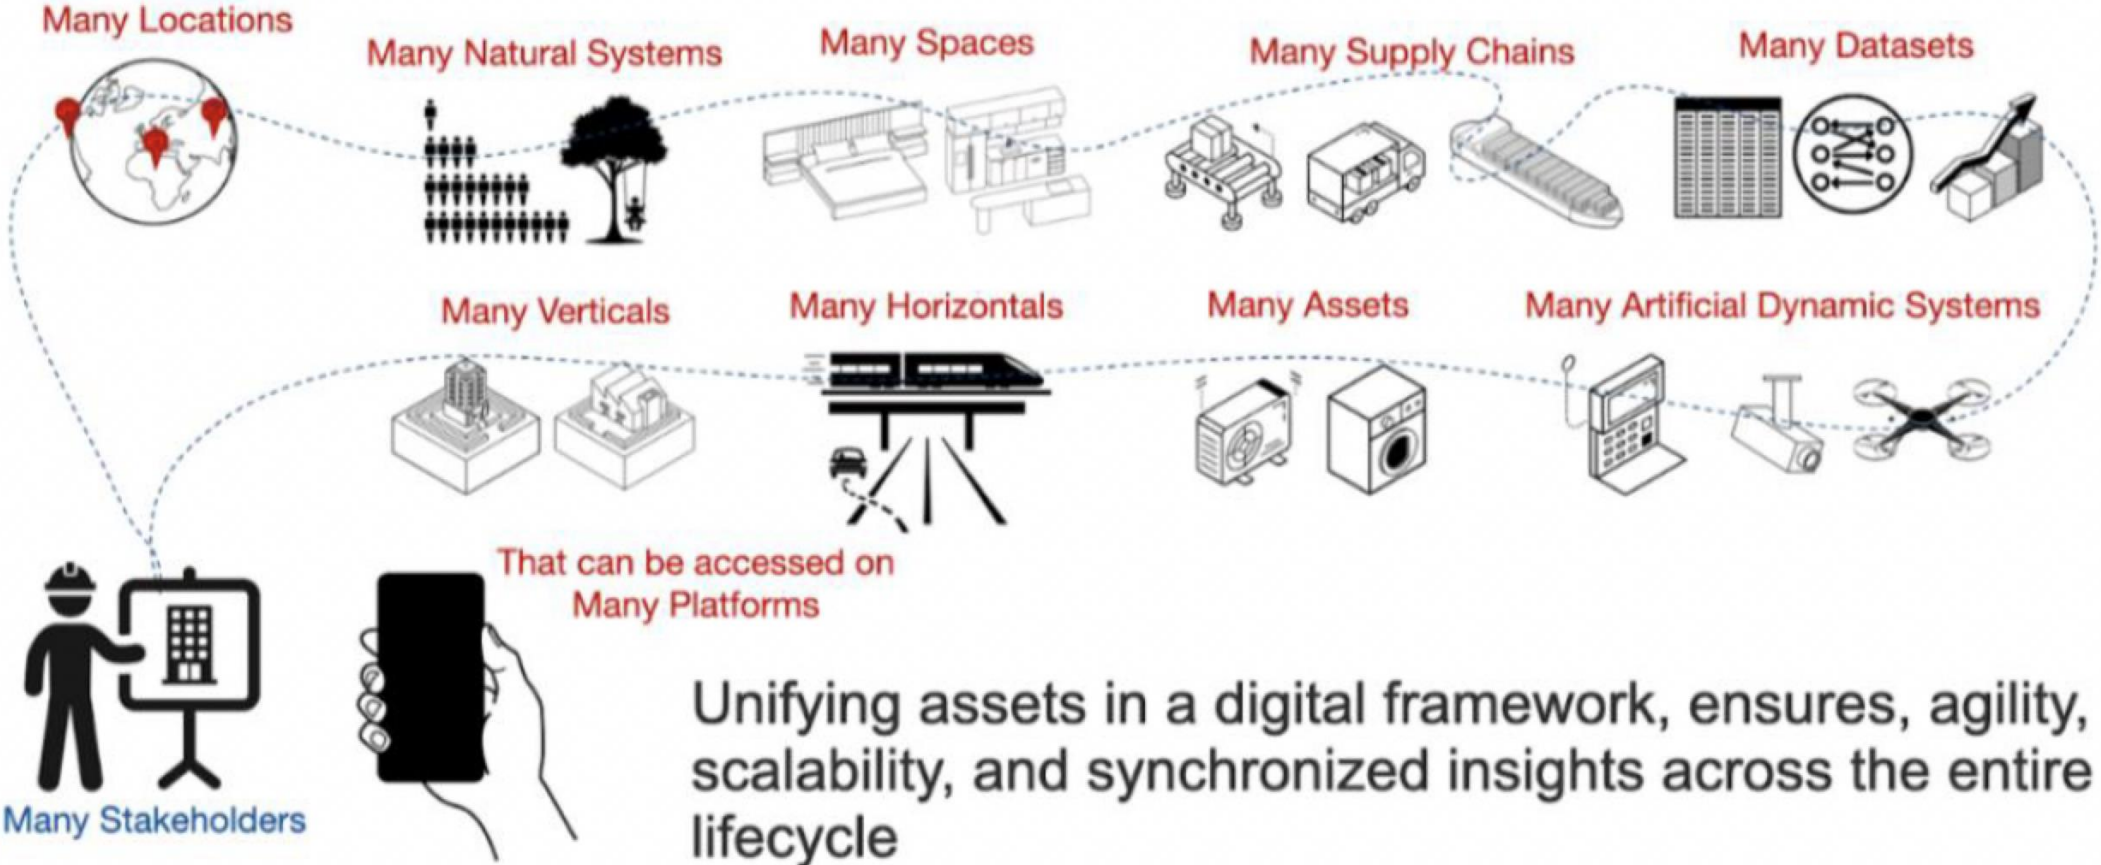 Many Locations
Many Natural Systems
Many Spaces
Many Supply Chains
Many Datasets
Many Verticals
Many Horizontals
Many Assets
Many Artificial Dynamic Systems
That can be accessed on
Many Platforms
Many Stakeholders
Unifying assets in a digital framework, ensures, agility,
scalability, and synchronized insights across the entire
lifecycle